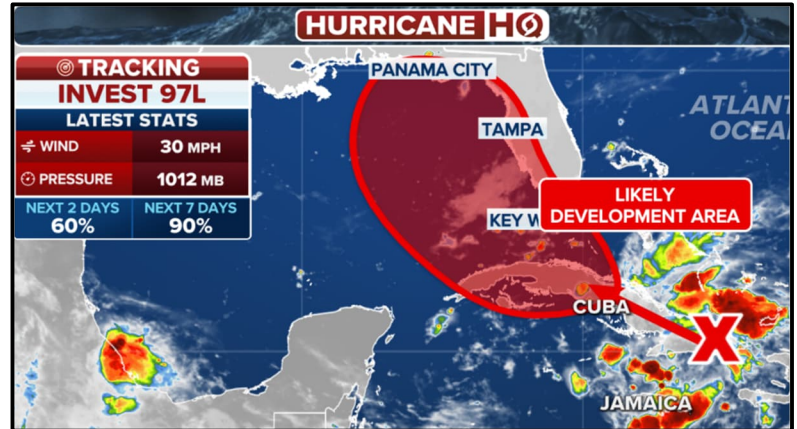 HURRICANE HQ
TRACKING
INVEST 97L
LATEST STATS
WIND 30 MPH
PRESSURE 1012 MB
NEXT 2 DAYS NEXT 7 DAYS
60% 90%
PANAMA CITY
ATLANT
OCEA
TAMPA
LIKELY
DEVELOPMENT AREA
KEY W
CUBA
X
JAMAICA